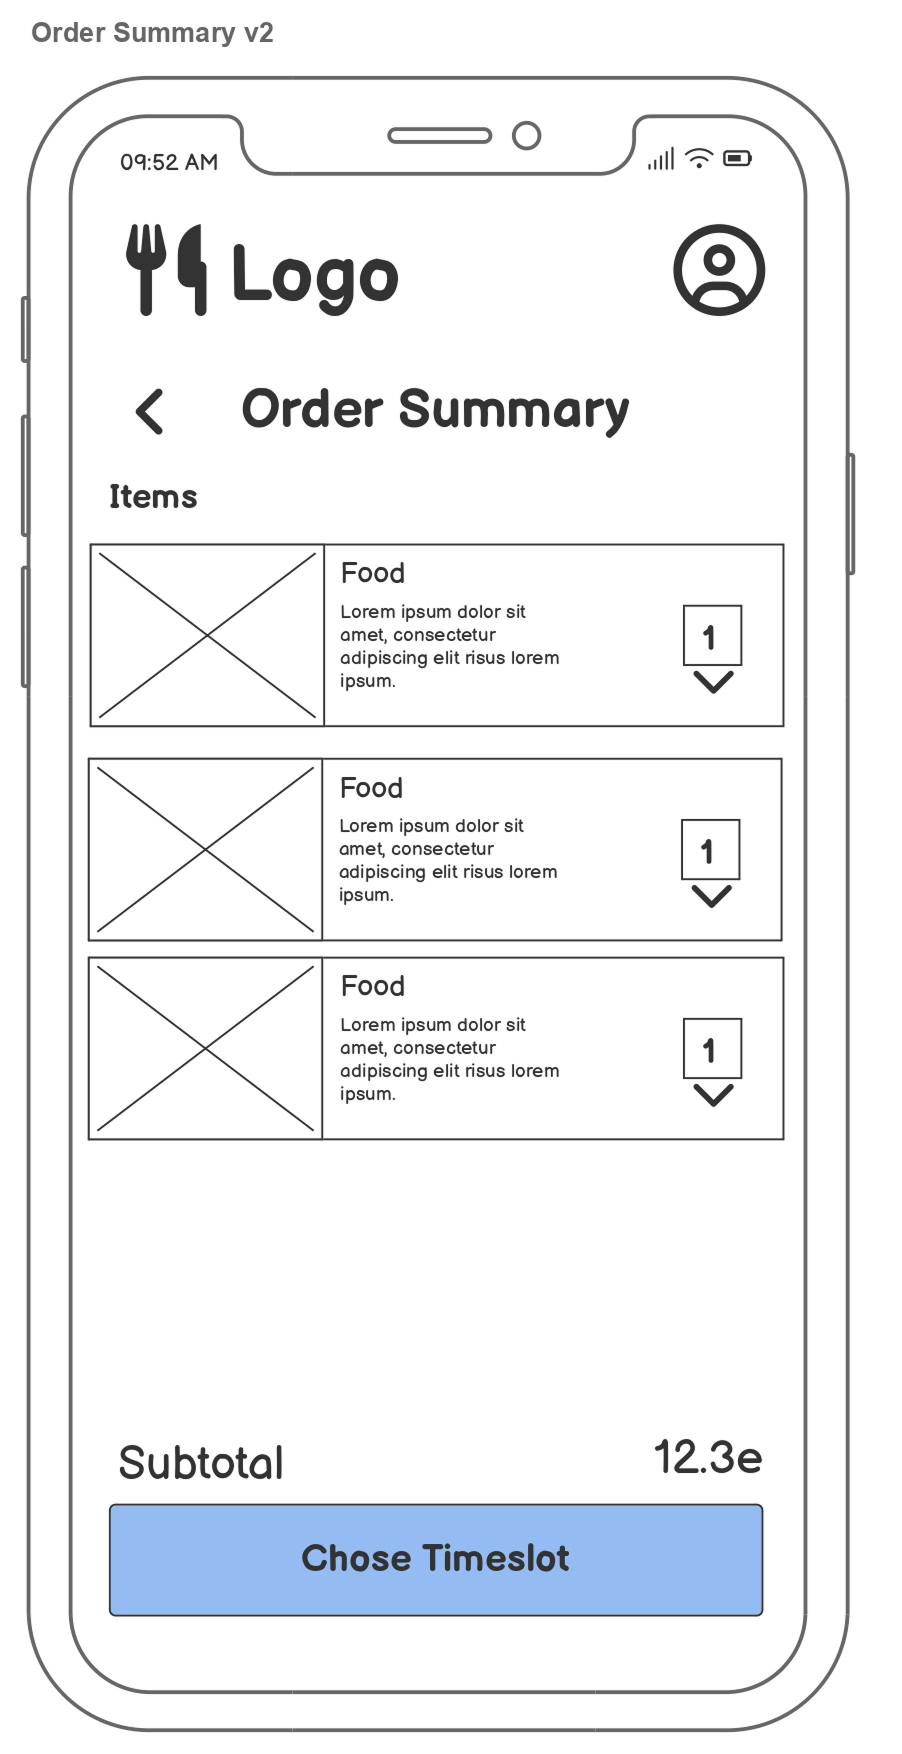 Order Summary v2
09:52 AM
Logo
Order Summary
Items
Food
Lorem ipsum dolor sit
amet, consectetur
adipiscing elit risus lorem
ipsum.
1
Food
Lorem ipsum dolor sit
amet, consectetur
adipiscing elit risus lorem
ipsum.
1
Food
Lorem ipsum dolor sit
amet, consectetur
adipiscing elit risus lorem
ipsum.
1
Subtotal 12.3e
Chose Timeslot